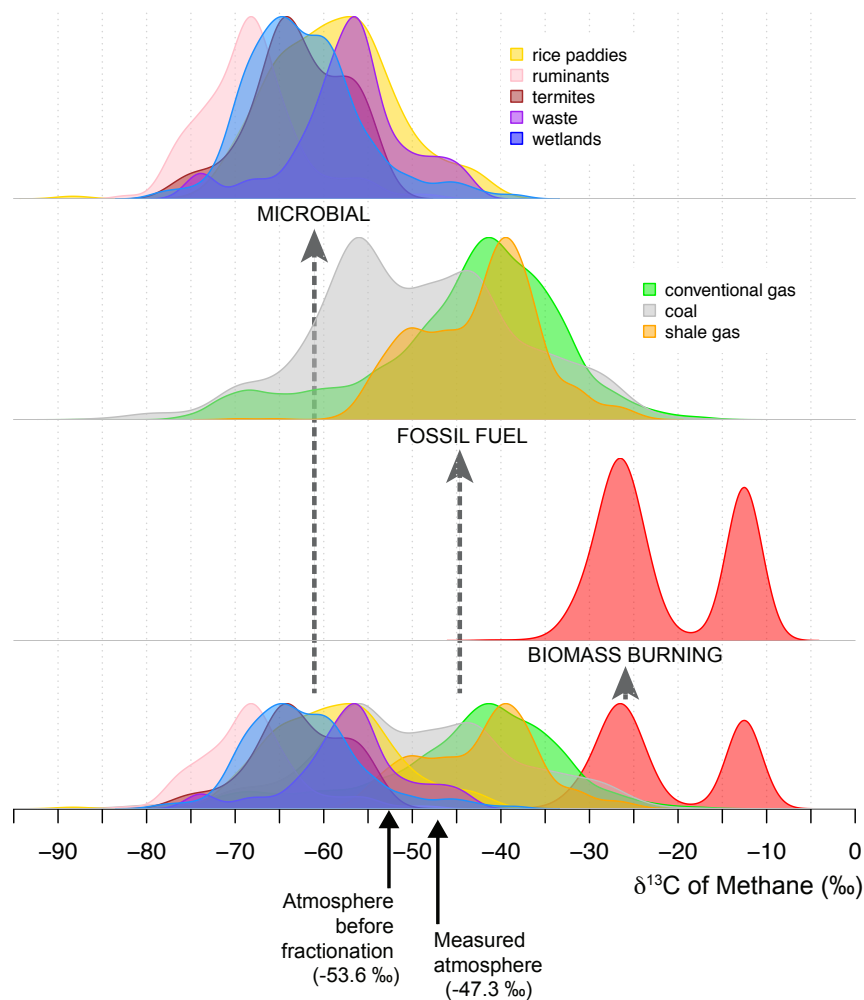 rice paddies
ruminants
termites
waste
wetlands
MICROBIAL
conventional gas
coal
shale gas
FOSSIL FUEL
BIOMASS BURNING
–90 –80 –70 –60 –50 –40 –30 –20 –10 0
δ¹³C of Methane (‰)
Atmosphere
before
fractionation
(-53.6 ‰)
Measured
atmosphere
(-47.3 ‰)